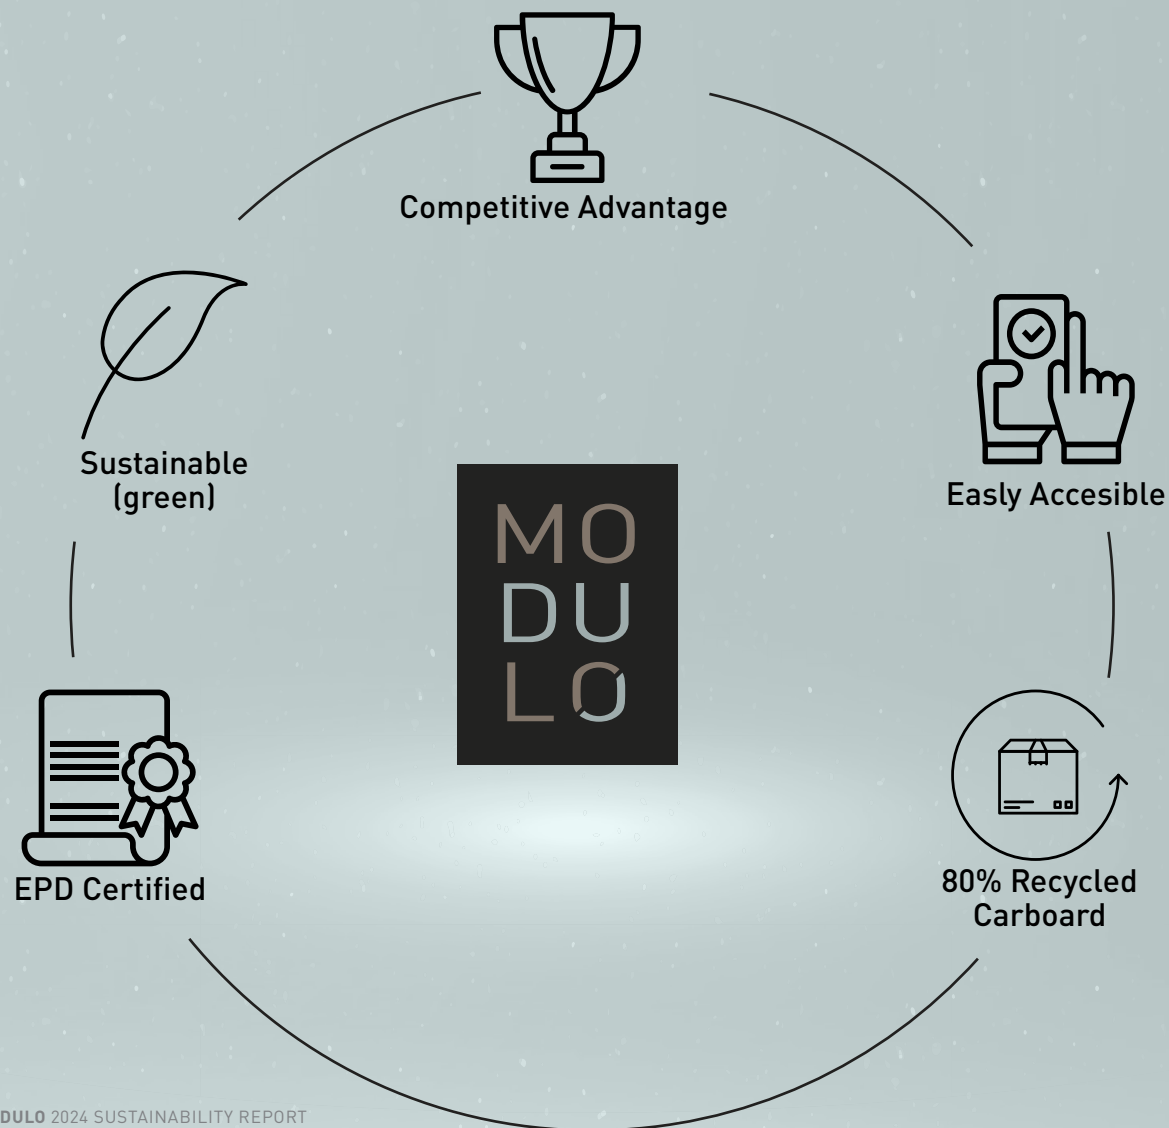 Competitive Advantage
Sustainable
(green)
Easly Accesible
MO
DU
LO
EPD Certified
80% Recycled
Carboard
DULO 2024 SUSTAINABILITY REPORT